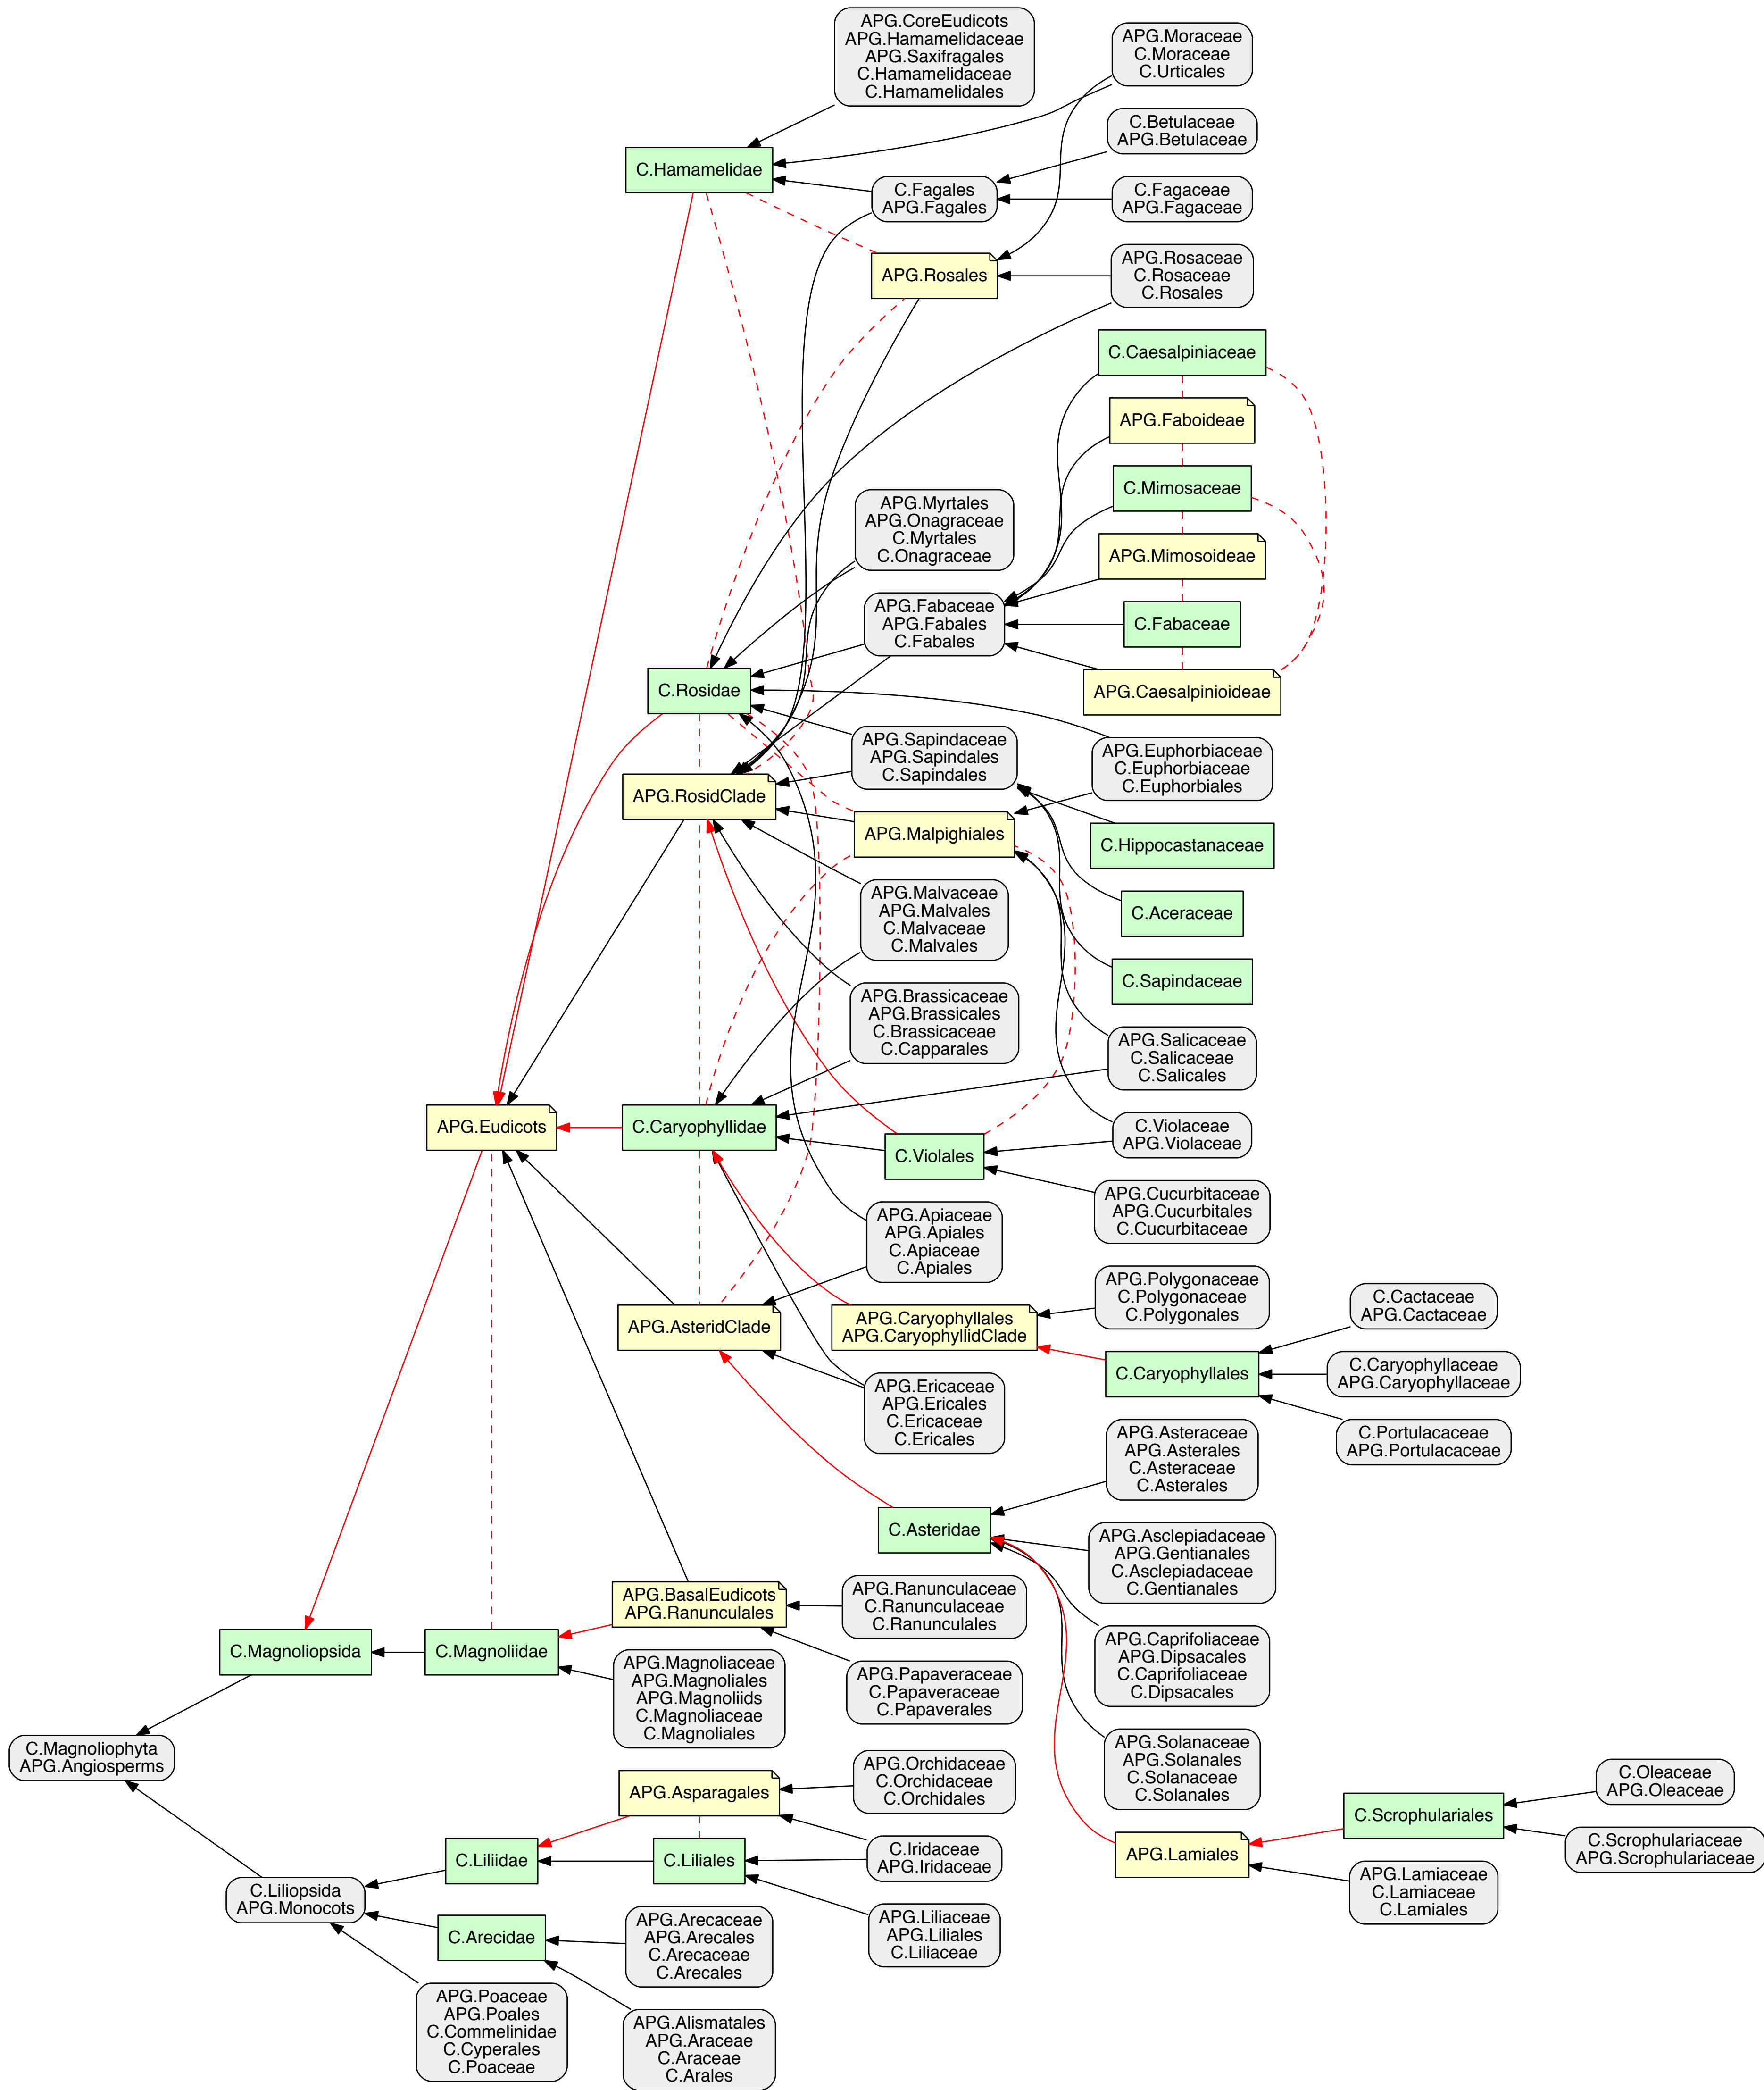 APG.CoreEudicots
APG.Hamamelidaceae
APG.Saxifragales
C.Hamamelidaceae
C.Hamamelidales
APG.Moraceae
C.Moraceae
C.Urticales
C.Betulaceae
APG.Betulaceae
C.Hamamelidae
C.Fagales
APG.Fagales
C.Fagaceae
APG.Fagaceae
APG.Rosales
APG.Rosaceae
C.Rosaceae
C.Rosales
C.Caesalpiniaceae
APG.Faboideae
C.Mimosaceae
APG.Myrtales
APG.Onagraceae
C.Myrtales
C.Onagraceae
APG.Mimosoideae
APG.Fabaceae
APG.Fabales
C.Fabales
C.Fabaceae
C.Rosidae
APG.Caesalpinioideae
APG.Sapindaceae
APG.Sapindales
C.Sapindales
APG.Euphorbiaceae
C.Euphorbiaceae
C.Euphorbiales
APG.RosidClade
APG.Malpighiales
C.Hippocastanaceae
APG.Malvaceae
APG.Malvales
C.Malvaceae
C.Malvales
C.Aceraceae
C.Sapindaceae
APG.Brassicaceae
APG.Brassicales
C.Brassicaceae
C.Capparales
APG.Salicaceae
C.Salicaceae
C.Salicales
APG.Eudicots
C.Caryophyllidae
C.Violales
C.Violaceae
APG.Violaceae
APG.Cucurbitaceae
APG.Cucurbitales
C.Cucurbitaceae
APG.Apiaceae
APG.Apiales
C.Apiaceae
C.Apiales
APG.Polygonaceae
C.Polygonaceae
C.Polygonales
C.Cactaceae
APG.Cactaceae
APG.AsteridClade
APG.Caryophyllales
APG.CaryophyllidClade
C.Caryophyllales
C.Caryophyllaceae
APG.Caryophyllaceae
APG.Ericaceae
APG.Ericales
C.Ericaceae
C.Ericales
C.Portulacaceae
APG.Portulacaceae
APG.Asteraceae
APG.Asterales
C.Asteraceae
C.Asterales
C.Asteridae
APG.Asclepiadaceae
APG.Gentianales
C.Asclepiadaceae
C.Gentianales
APG.BasalEudicots
APG.Ranunculales
APG.Ranunculaceae
C.Ranunculaceae
C.Ranunculales
C.Magnoliopsida
C.Magnoliidae
APG.Caprifoliaceae
APG.Dipsacales
C.Caprifoliaceae
C.Dipsacales
APG.Magnoliaceae
APG.Magnoliales
APG.Magnoliids
C.Magnoliaceae
C.Magnoliales
APG.Papaveraceae
C.Papaveraceae
C.Papaverales
C.Magnoliophyta
APG.Angiosperms
APG.Solanaceae
APG.Solanales
C.Solanaceae
C.Solanales
APG.Asparagales
APG.Orchidaceae
C.Orchidaceae
C.Orchidales
C.Oleaceae
APG.Oleaceae
C.Scrophulariales
C.Scrophulariaceae
APG.Scrophulariaceae
APG.Lamiales
C.Liliidae
C.Liliales
C.Iridaceae
APG.Iridaceae
APG.Lamiaceae
C.Lamiaceae
C.Lamiales
C.Liliopsida
APG.Monocots
APG.Liliaceae
APG.Liliales
C.Liliaceae
C.Arecidae
APG.Arecaceae
APG.Arecales
C.Arecaceae
C.Arecales
APG.Poaceae
APG.Poales
C.Commelinidae
C.Cyperales
C.Poaceae
APG.Alismatales
APG.Araceae
C.Araceae
C.Arales